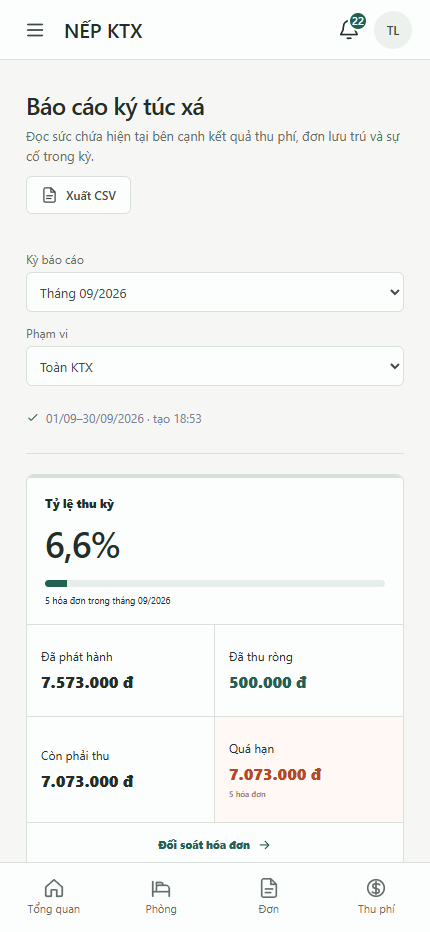 NẾP KTX
22
TL
Báo cáo ký túc xá
Đọc sức chứa hiện tại bên cạnh kết quả thu phí, đơn lưu trú và sự
cố trong kỳ.
Xuất CSV
Kỳ báo cáo
Tháng 09/2026
Phạm vi
Toàn KTX
01/09–30/09/2026 · tạo 18:53
Tỷ lệ thu kỳ
6,6%
5 hóa đơn trong tháng 09/2026
Đã phát hành
7.573.000 đ
Đã thu ròng
500.000 đ
Còn phải thu
7.073.000 đ
Quá hạn
7.073.000 đ
5 hóa đơn
Đối soát hóa đơn
Tổng quan
Phòng
Đơn
Thu phí